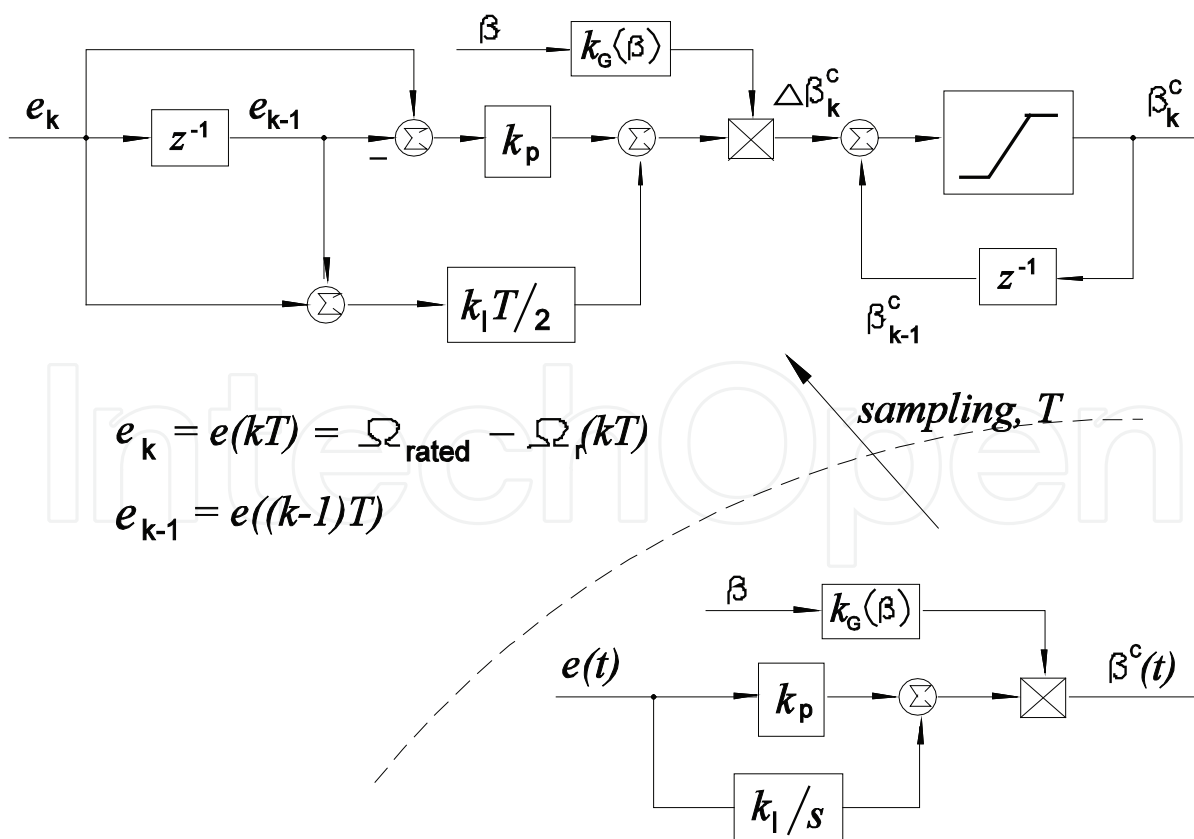 β
k_G(β)
e_k
z^-1
e_k-1
Σ
−
k_p
Σ
Δβ_k^c
Σ
β_k^c
Σ
k_I T/2
z^-1
β_k-1^c
sampling, T
e_k = e(kT) = Ω_rated − Ω_r(kT)
e_k-1 = e((k-1)T)
IntechOpen
β
k_G(β)
e(t)
k_p
Σ
β^c(t)
k_I/s